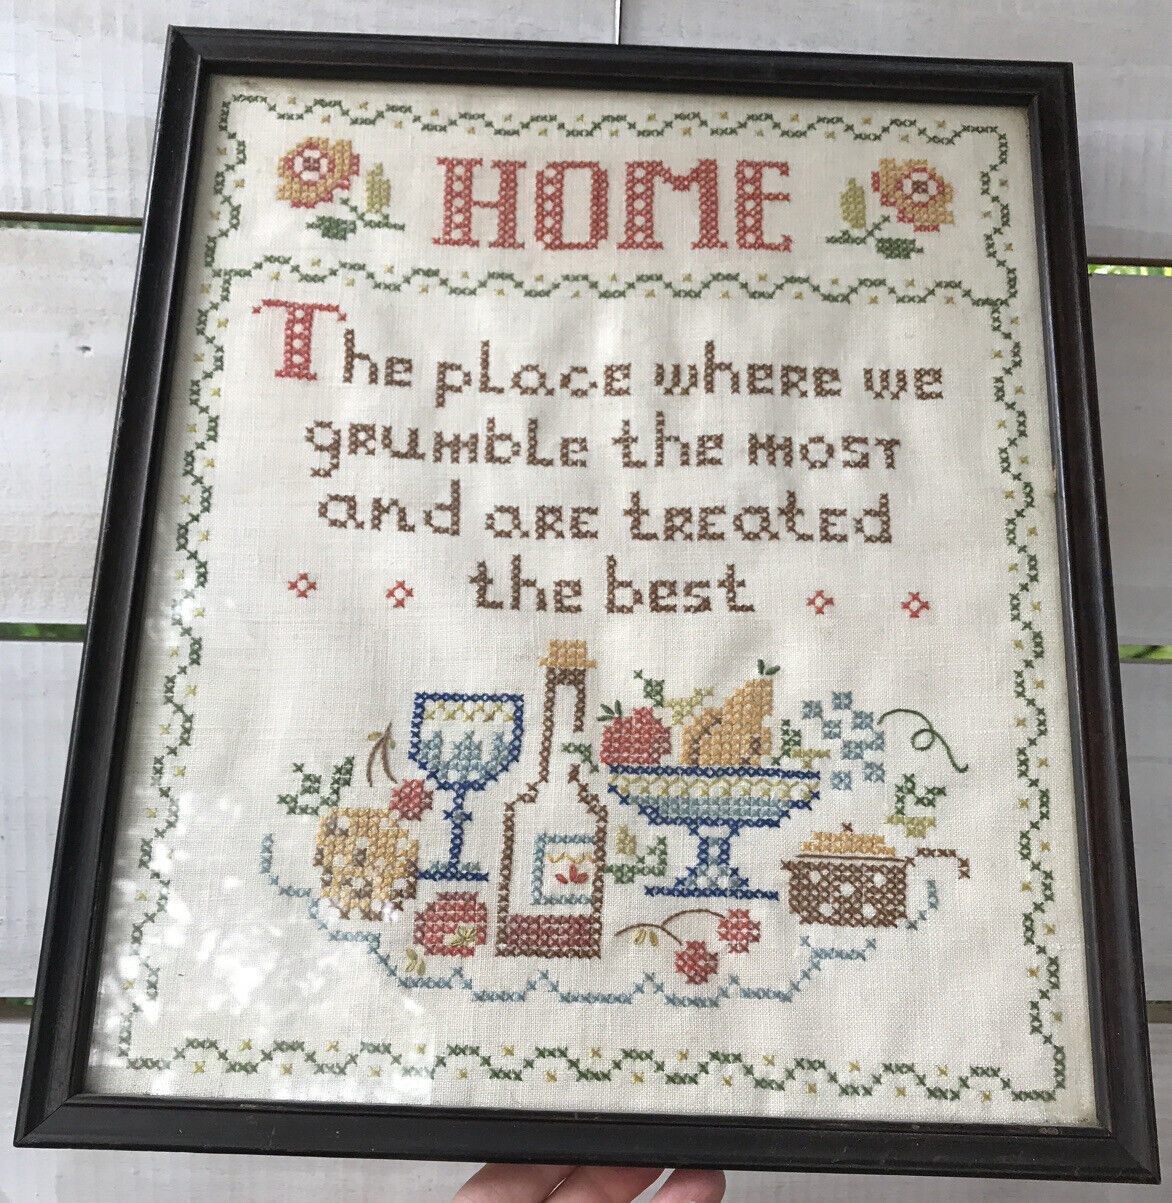 HOME
The place where we
grumble the most
and are treated
the best